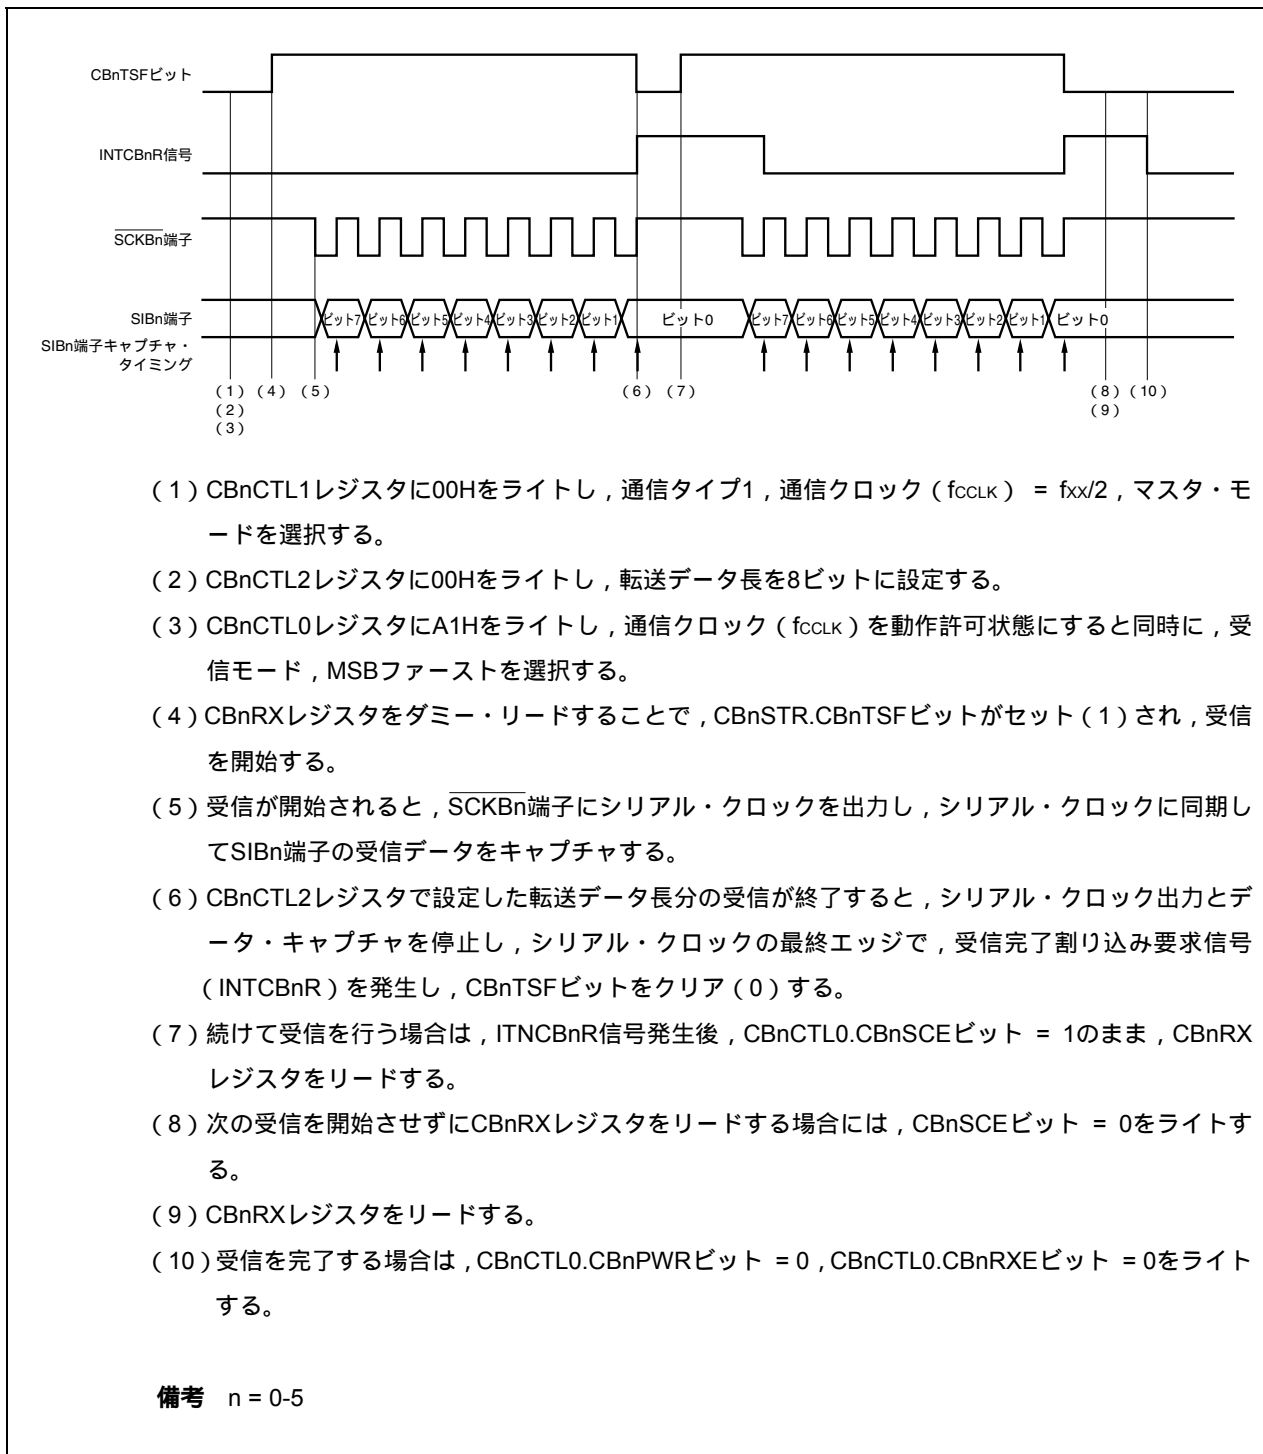 CBnTSFビット
INTCBnR信号
SCKBn端子
SIBn端子
ビット7 ビット6 ビット5 ビット4 ビット3 ビット2 ビット1 ビット0 ビット7 ビット6 ビット5 ビット4 ビット3 ビット2 ビット1 ビット0
SIBn端子キャプチャ・
タイミング
(1) (4) (5) (6) (7) (8) (10)
(2) (9)
(3)
(1) CBnCTL1レジスタに00Hをライトし,通信タイプ1,通信クロック(fCCLK) = fXX/2,マスタ・モ
ードを選択する。
(2) CBnCTL2レジスタに00Hをライトし,転送データ長を8ビットに設定する。
(3) CBnCTL0レジスタにA1Hをライトし,通信クロック(fCCLK)を動作許可状態にすると同時に,受
信モード,MSBファーストを選択する。
(4) CBnRXレジスタをダミー・リードすることで,CBnSTR.CBnTSFビットがセット(1)され,受信
を開始する。
(5) 受信が開始されると,SCKBn端子にシリアル・クロックを出力し,シリアル・クロックに同期し
てSIBn端子の受信データをキャプチャする。
(6) CBnCTL2レジスタで設定した転送データ長分の受信が終了すると,シリアル・クロック出力とデ
ータ・キャプチャを停止し,シリアル・クロックの最終エッジで,受信完了割り込み要求信号
(INTCBnR)を発生し,CBnTSFビットをクリア(0)する。
(7) 続けて受信を行う場合は,ITNCBnR信号発生後,CBnCTL0.CBnSCEビット = 1のまま,CBnRX
レジスタをリードする。
(8) 次の受信を開始させずにCBnRXレジスタをリードする場合には,CBnSCEビット = 0をライトす
る。
(9) CBnRXレジスタをリードする。
(10) 受信を完了する場合は,CBnCTL0.CBnPWRビット = 0,CBnCTL0.CBnRXEビット = 0をライト
する。
備考 n = 0-5